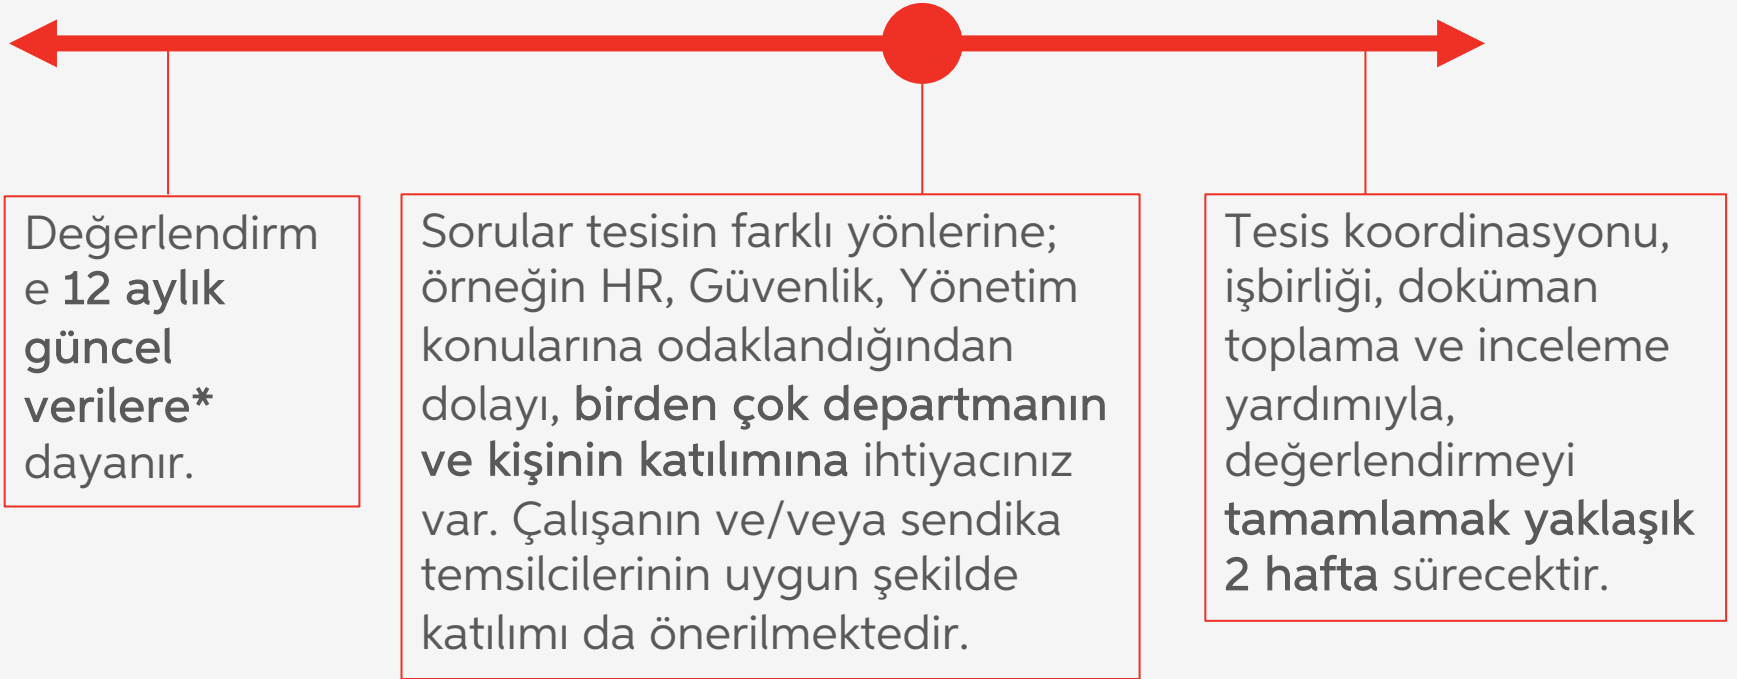 Değerlendirm
e 12 aylık
güncel
verilere*
dayanır.
Sorular tesisin farklı yönlerine;
örneğin HR, Güvenlik, Yönetim
konularına odaklandığından
dolayı, birden çok departmanın
ve kişinin katılımına ihtiyacınız
var. Çalışanın ve/veya sendika
temsilcilerinin uygun şekilde
katılımı da önerilmektedir.
Tesis koordinasyonu,
işbirliği, doküman
toplama ve inceleme
yardımıyla,
değerlendirmeyi
tamamlamak yaklaşık
2 hafta sürecektir.